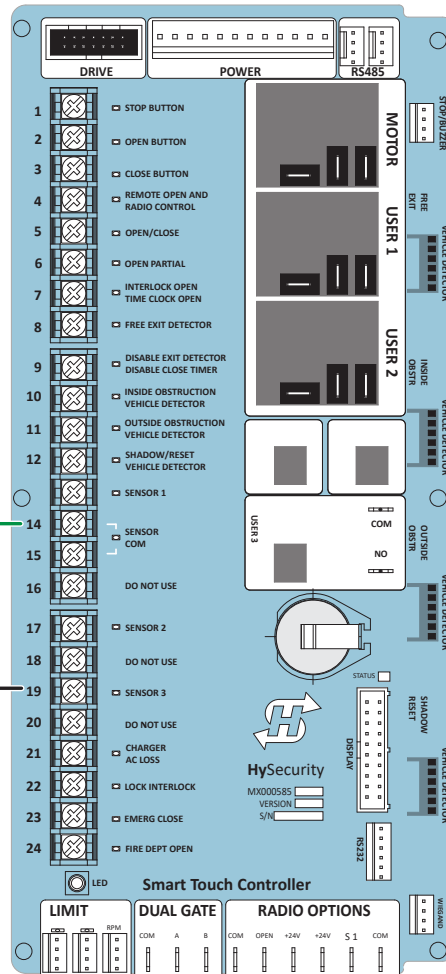 DRIVE
POWER
RS485
1 STOP BUTTON
2 OPEN BUTTON
3 CLOSE BUTTON
4 REMOTE OPEN AND
RADIO CONTROL
5 OPEN/CLOSE
6 OPEN PARTIAL
7 INTERLOCK OPEN
TIME CLOCK OPEN
8 FREE EXIT DETECTOR
9 DISABLE EXIT DETECTOR
DISABLE CLOSE TIMER
10 INSIDE OBSTRUCTION
VEHICLE DETECTOR
11 OUTSIDE OBSTRUCTION
VEHICLE DETECTOR
12 SHADOW/RESET
VEHICLE DETECTOR
SENSOR 1
14 SENSOR
15 COM
16 DO NOT USE
17 SENSOR 2
18 DO NOT USE
19 SENSOR 3
20 DO NOT USE
21 CHARGER
AC LOSS
22 LOCK INTERLOCK
23 EMERG CLOSE
24 FIRE DEPT OPEN
MOTOR
USER 1
USER 2
USER 3
COM
NO
STOP/BUZZER
FREE
EXIT
VEHICLE DETECTOR
INSIDE
OBSTR
VEHICLE DETECTOR
OUTSIDE
OBSTR
VEHICLE DETECTOR
SHADOW
RESET
VEHICLE DETECTOR
STATUS
DISPLAY
HySecurity
MX000585
VERSION
S/N
RS232
WIEGAND
LED
Smart Touch Controller
LIMIT
RPM
DUAL GATE
COM A B
RADIO OPTIONS
COM OPEN +24V +24V S 1 COM